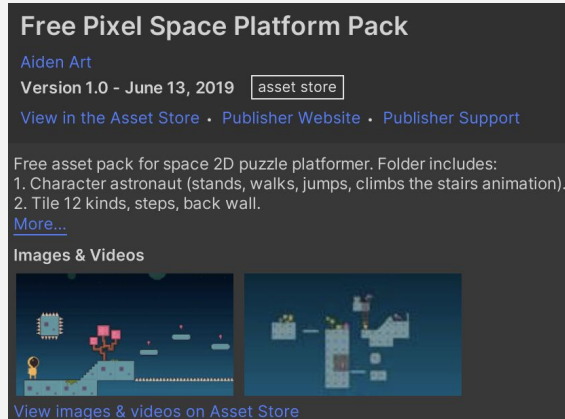 Free Pixel Space Platform Pack
Aiden Art
Version 1.0 - June 13, 2019 asset store
View in the Asset Store • Publisher Website • Publisher Support
Free asset pack for space 2D puzzle platformer. Folder includes:
1. Character astronaut (stands, walks, jumps, climbs the stairs animation).
2. Tile 12 kinds, steps, back wall.
More...
Images & Videos
View images & videos on Asset Store